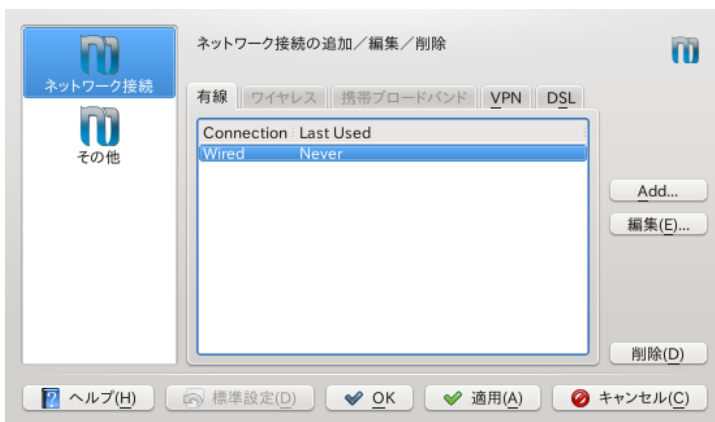 ネットワーク接続
その他
ネットワーク接続の追加／編集／削除
有線 ワイヤレス 携帯ブロードバンド VPN DSL
Connection Last Used
Wired Never
Add...
編集(E)...
削除(D)
ヘルプ(H) 標準設定(D) OK 適用(A) キャンセル(C)